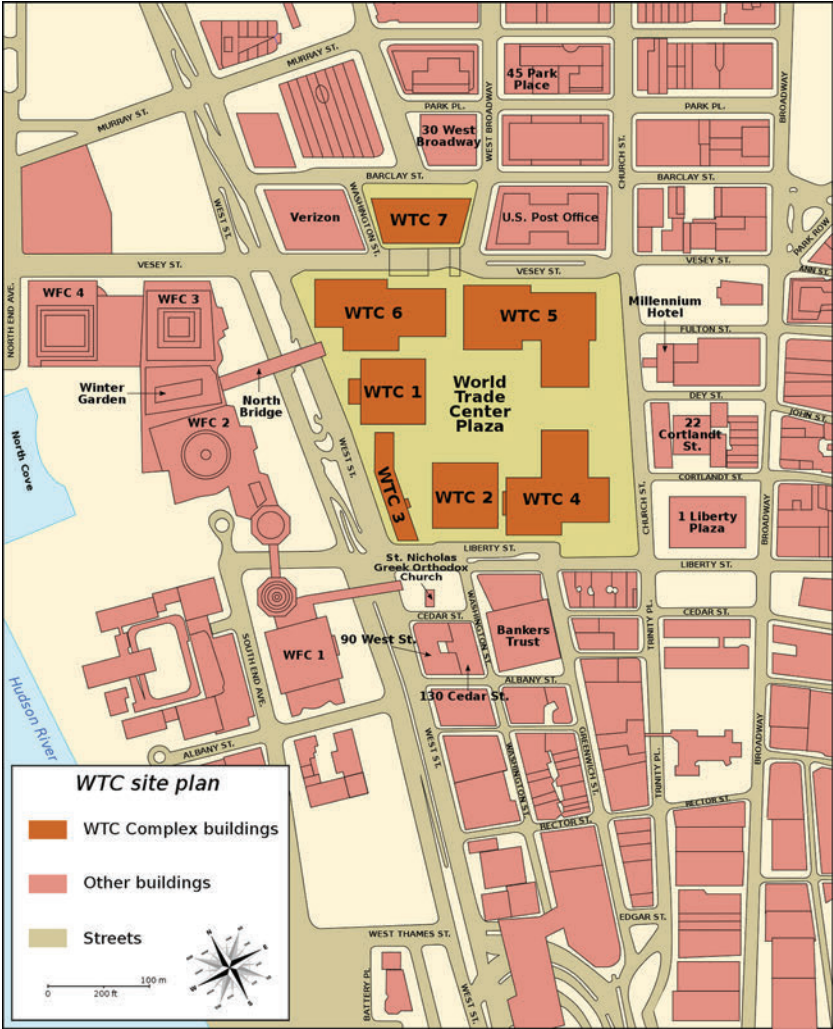 MURRAY ST.
MURRAY ST.
45 Park
Place
BROADWAY
WEST BROADWAY
PARK PL.
PARK PL.
30 West
Broadway
CHURCH ST.
BARCLAY ST.
BARCLAY ST.
WEST ST.
WASHINGTON ST.
Verizon
WTC 7
U.S. Post Office
PARK ROW
VESEY ST.
VESEY ST.
VESEY ST.
ANN ST.
NORTH END AVE.
WFC 4
WFC 3
WTC 6
WTC 5
Millennium
Hotel
FULTON ST.
Winter
Garden
North
Bridge
WTC 1
World
Trade
Center
Plaza
DEY ST.
JOHN ST.
WFC 2
22
Cortlandt
St.
North Cove
WEST ST.
CORTLANDT ST.
WTC 3
WTC 2
WTC 4
CHURCH ST.
1 Liberty
Plaza
BROADWAY
LIBERTY ST.
LIBERTY ST.
St. Nicholas
Greek Orthodox
Church
WASHINGTON ST.
CEDAR ST.
CEDAR ST.
TRINITY PL.
90 West St.
Bankers
Trust
WFC 1
SOUTH END AVE.
130 Cedar St.
ALBANY ST.
Hudson River
ALBANY ST.
WEST ST.
WASHINGTON ST.
GREENWICH ST.
TRINITY PL.
BROADWAY
RECTOR ST.
RECTOR ST.
WTC site plan
WTC Complex buildings
Other buildings
Streets
0
200 ft
100 m
EDGAR ST.
WEST THAMES ST.
BATTERY PL.
WEST ST.